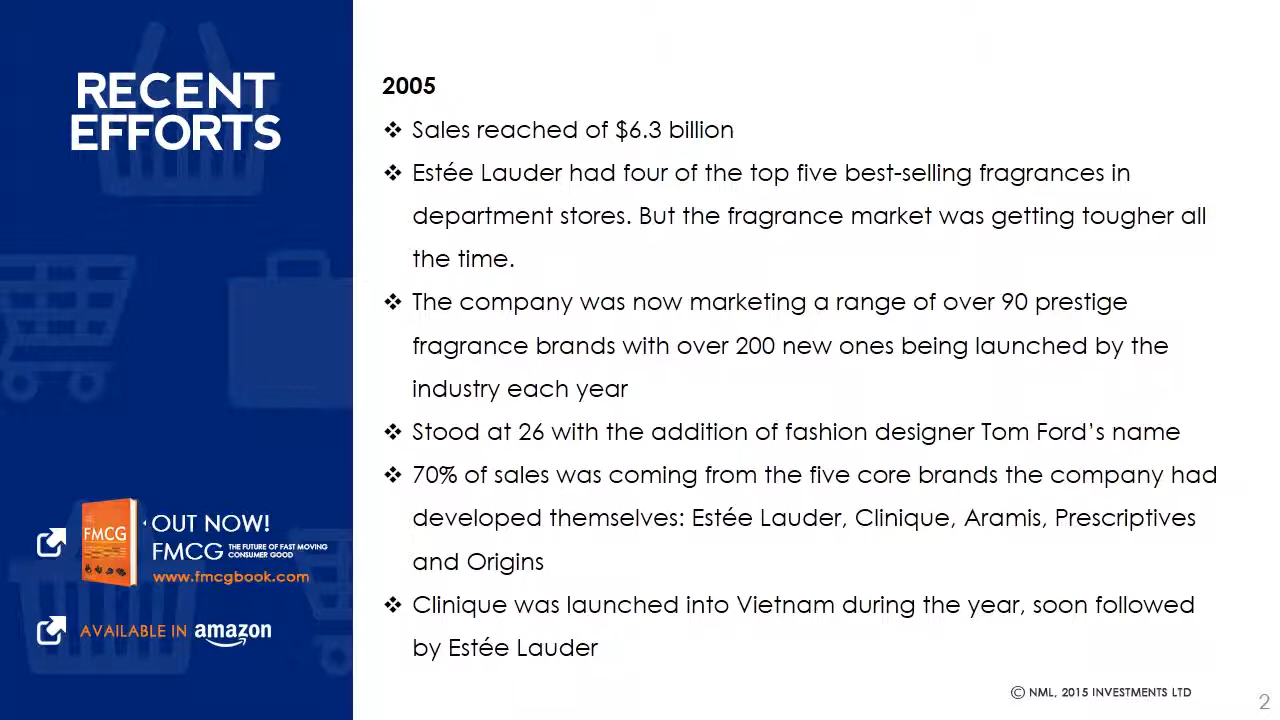 RECENT
EFFORTS
2005
❖ Sales reached of $6.3 billion
❖ Estée Lauder had four of the top five best-selling fragrances in
department stores. But the fragrance market was getting tougher all
the time.
❖ The company was now marketing a range of over 90 prestige
fragrance brands with over 200 new ones being launched by the
industry each year
❖ Stood at 26 with the addition of fashion designer Tom Ford's name
❖ 70% of sales was coming from the five core brands the company had
developed themselves: Estée Lauder, Clinique, Aramis, Prescriptives
and Origins
❖ Clinique was launched into Vietnam during the year, soon followed
by Estée Lauder
FMCG
OUT NOW!
FMCG THE FUTURE OF FAST MOVING
CONSUMER GOOD
www.fmcgbook.com
AVAILABLE IN amazon
© NML, 2015 INVESTMENTS LTD
2